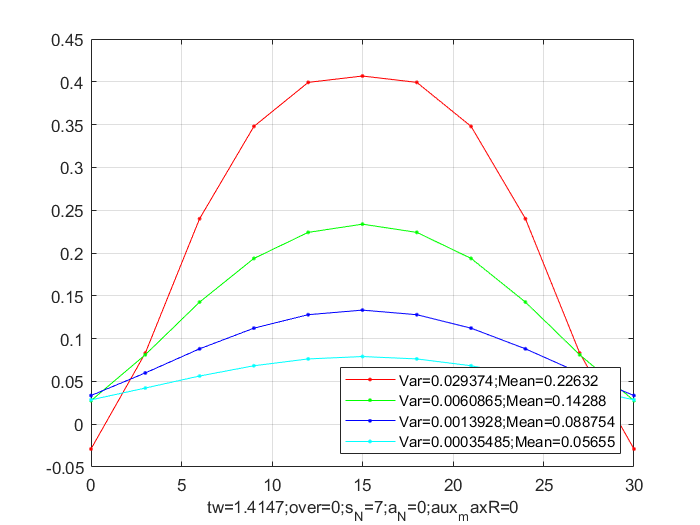 0.45
0.4
0.35
0.3
0.25
0.2
0.15
0.1
0.05
0
-0.05
0 5 10 15 20 25 30
Var=0.029374;Mean=0.22632
Var=0.0060865;Mean=0.14288
Var=0.0013928;Mean=0.088754
Var=0.00035485;Mean=0.05655
tw=1.4147;over=0;s_N=7;a_N=0;aux_maxR=0